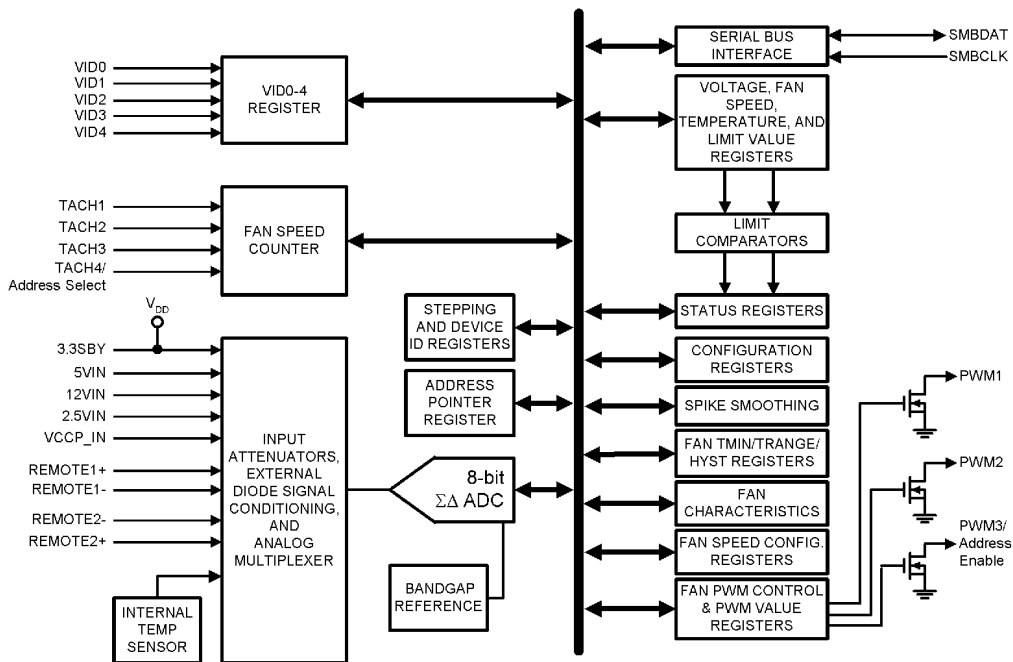 VID0
VID1
VID2
VID3
VID4
VID0-4
REGISTER
TACH1
TACH2
TACH3
TACH4/
Address Select
FAN SPEED
COUNTER
VDD
3.3SBY
5VIN
12VIN
2.5VIN
VCCP_IN
REMOTE1+
REMOTE1-
REMOTE2-
REMOTE2+
INTERNAL
TEMP
SENSOR
INPUT
ATTENUATORS,
EXTERNAL
DIODE SIGNAL
CONDITIONING,
AND
ANALOG
MULTIPLEXER
STEPPING
AND DEVICE
ID REGISTERS
ADDRESS
POINTER
REGISTER
8-bit
ΣΔ ADC
BANDGAP
REFERENCE
SERIAL BUS
INTERFACE
SMBDAT
SMBCLK
VOLTAGE, FAN
SPEED,
TEMPERATURE, AND
LIMIT VALUE
REGISTERS
LIMIT
COMPARATORS
STATUS REGISTERS
CONFIGURATION
REGISTERS
SPIKE SMOOTHING
FAN TMIN/TRANGE/
HYST REGISTERS
FAN
CHARACTERISTICS
FAN SPEED CONFIG.
REGISTERS
FAN PWM CONTROL
& PWM VALUE
REGISTERS
PWM1
PWM2
PWM3/
Address
Enable